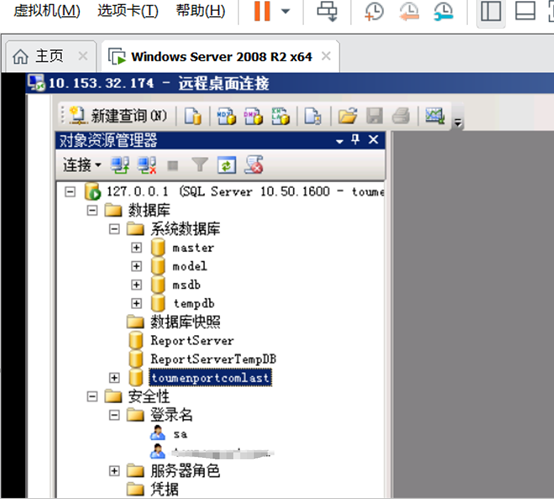 虚拟机(M) 选项卡(T) 帮助(H)
主页 Windows Server 2008 R2 x64
10.153.32.174 - 远程桌面连接
新建查询(N)
对象资源管理器
连接
127.0.0.1 (SQL Server 10.50.1600 - toume
数据库
系统数据库
master
model
msdb
tempdb
数据库快照
ReportServer
ReportServerTempDB
toumenportcomlast
安全性
登录名
sa
服务器角色
凭据